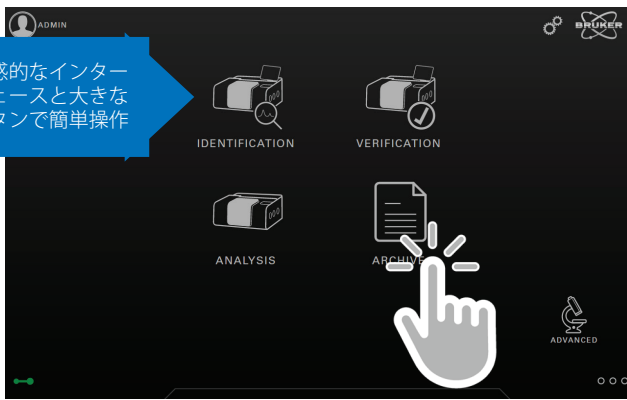 ADMIN
BRUKER
感的なインター
ェースと大きな
タンで簡単操作
IDENTIFICATION
VERIFICATION
ANALYSIS
ARCHIVE
ADVANCED